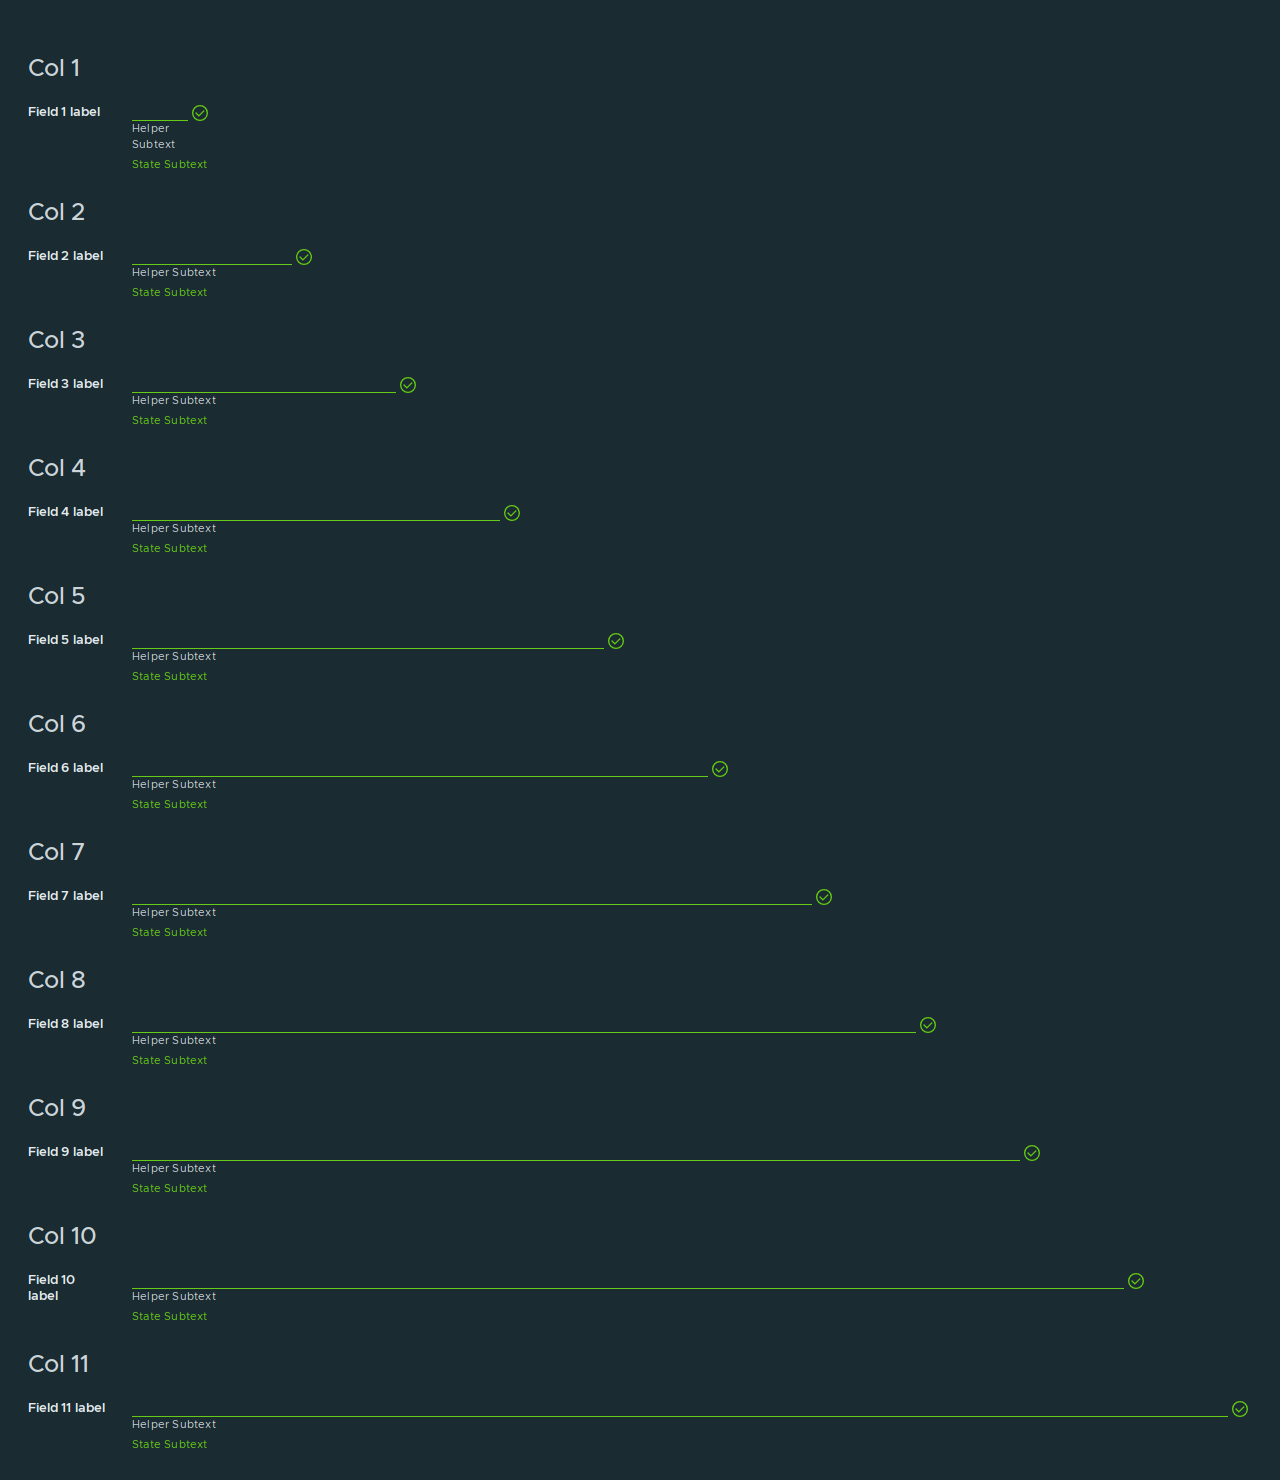 Col 1
Field 1 label
Helper
Subtext
State Subtext
Col 2
Field 2 label
Helper Subtext
State Subtext
Col 3
Field 3 label
Helper Subtext
State Subtext
Col 4
Field 4 label
Helper Subtext
State Subtext
Col 5
Field 5 label
Helper Subtext
State Subtext
Col 6
Field 6 label
Helper Subtext
State Subtext
Col 7
Field 7 label
Helper Subtext
State Subtext
Col 8
Field 8 label
Helper Subtext
State Subtext
Col 9
Field 9 label
Helper Subtext
State Subtext
Col 10
Field 10
label
Helper Subtext
State Subtext
Col 11
Field 11 label
Helper Subtext
State Subtext